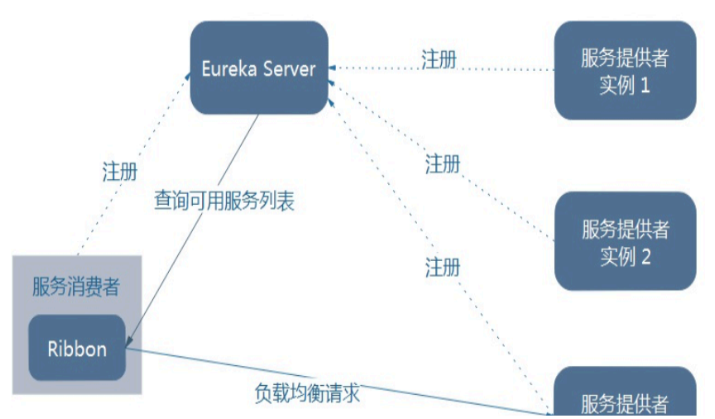 Eureka Server
注册
服务提供者
实例 1
注册
注册
查询可用服务列表
服务提供者
实例 2
注册
服务消费者
Ribbon
负载均衡请求
服务提供者